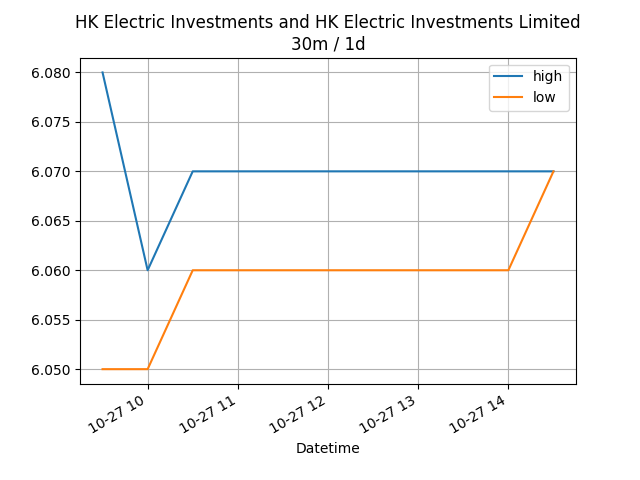 HK Electric Investments and HK Electric Investments Limited
30m / 1d
high
low
6.080
6.075
6.070
6.065
6.060
6.055
6.050
10-27 10
10-27 11
10-27 12
10-27 13
10-27 14
Datetime